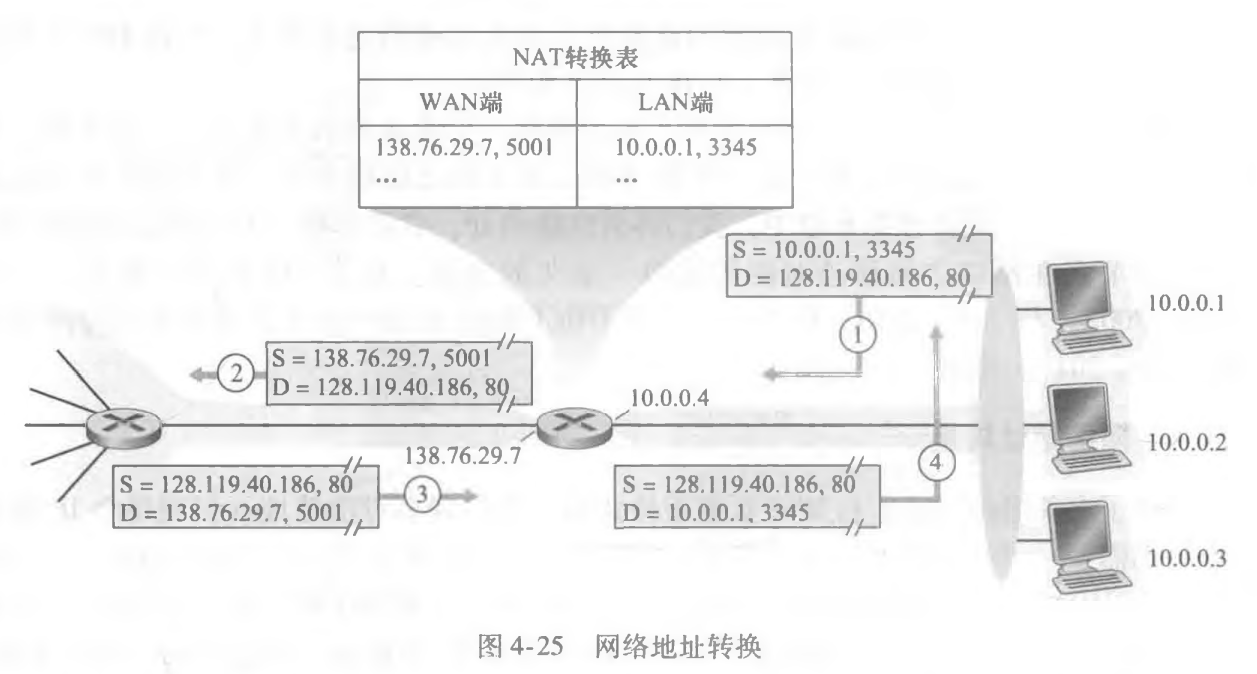 NAT转换表
WAN端 LAN端
138.76.29.7, 5001 10.0.0.1, 3345
… …
S = 10.0.0.1, 3345
D = 128.119.40.186, 80
1
10.0.0.1
S = 138.76.29.7, 5001
D = 128.119.40.186, 80
2
10.0.0.4
138.76.29.7
10.0.0.2
S = 128.119.40.186, 80
D = 138.76.29.7, 5001
3
S = 128.119.40.186, 80
D = 10.0.0.1, 3345
4
10.0.0.3
图 4-25 网络地址转换